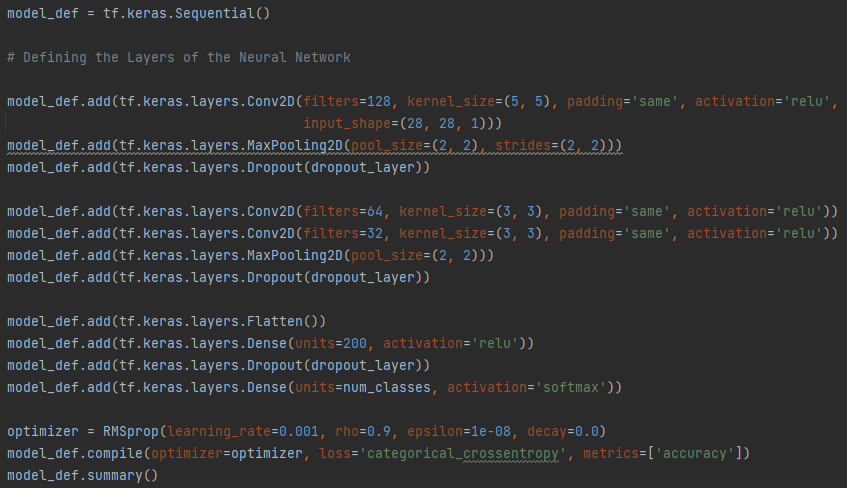 model_def = tf.keras.Sequential()
# Defining the Layers of the Neural Network
model_def.add(tf.keras.layers.Conv2D(filters=128, kernel_size=(5, 5), padding='same', activation='relu',
input_shape=(28, 28, 1)))
model_def.add(tf.keras.layers.MaxPooling2D(pool_size=(2, 2), strides=(2, 2)))
model_def.add(tf.keras.layers.Dropout(dropout_layer))
model_def.add(tf.keras.layers.Conv2D(filters=64, kernel_size=(3, 3), padding='same', activation='relu'))
model_def.add(tf.keras.layers.Conv2D(filters=32, kernel_size=(3, 3), padding='same', activation='relu'))
model_def.add(tf.keras.layers.MaxPooling2D(pool_size=(2, 2)))
model_def.add(tf.keras.layers.Dropout(dropout_layer))
model_def.add(tf.keras.layers.Flatten())
model_def.add(tf.keras.layers.Dense(units=200, activation='relu'))
model_def.add(tf.keras.layers.Dropout(dropout_layer))
model_def.add(tf.keras.layers.Dense(units=num_classes, activation='softmax'))
optimizer = RMSprop(learning_rate=0.001, rho=0.9, epsilon=1e-08, decay=0.0)
model_def.compile(optimizer=optimizer, loss='categorical_crossentropy', metrics=['accuracy'])
model_def.summary()